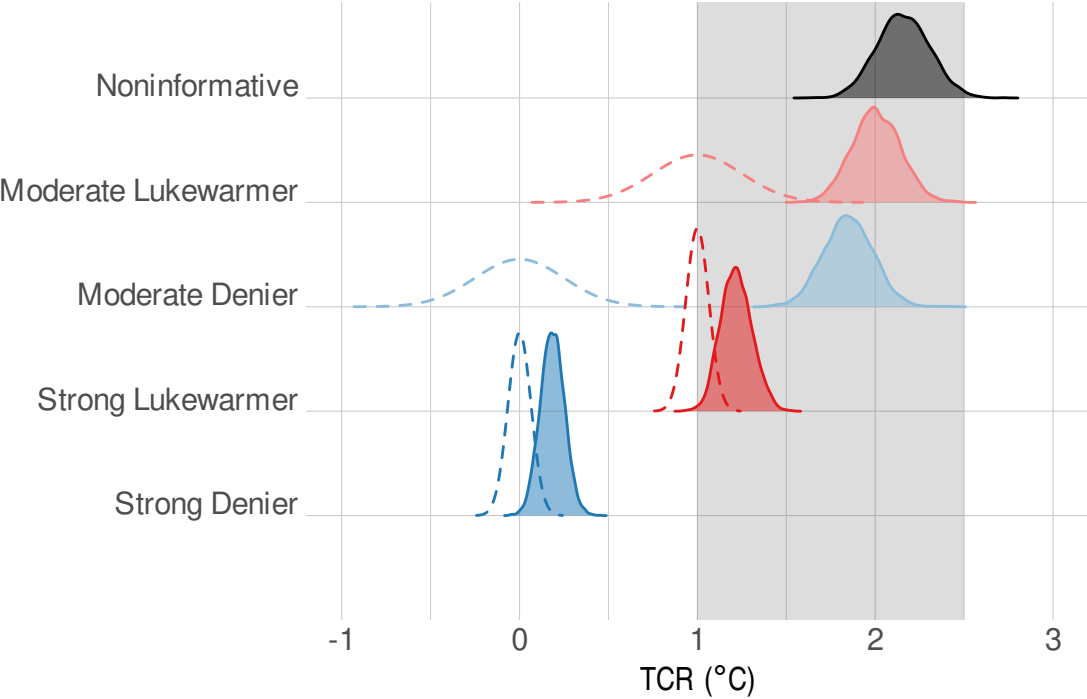 Noninformative
Moderate Lukewarmer
Moderate Denier
Strong Lukewarmer
Strong Denier
-1 0 1 2 3
TCR (°C)